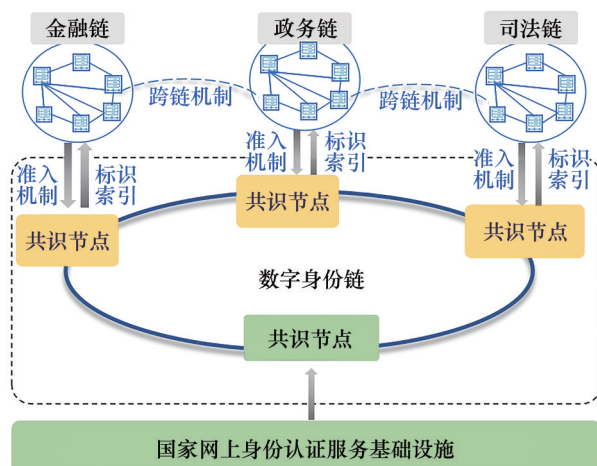 金融链
政务链
司法链
跨链机制
跨链机制
准入
机制
标识
索引
准入
机制
标识
索引
准入
机制
标识
索引
共识节点
共识节点
共识节点
数字身份链
共识节点
国家网上身份认证服务基础设施